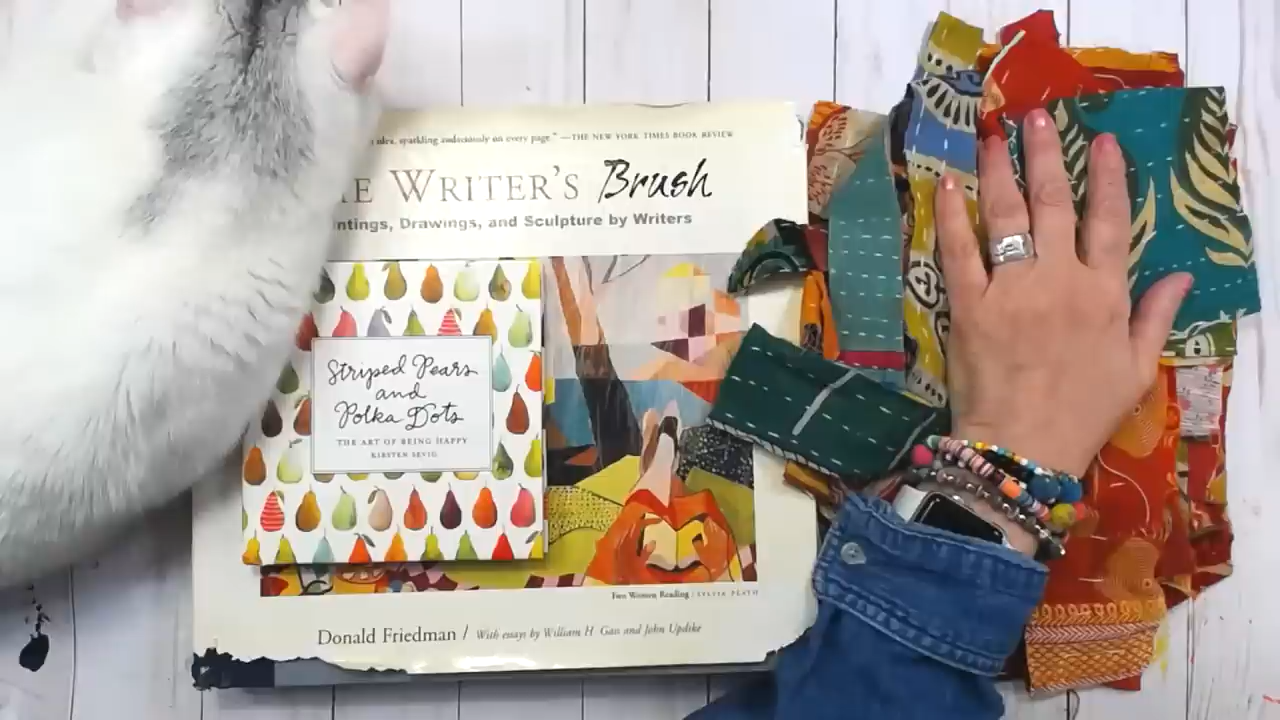 idea, sparkling audaciously on every page." —THE NEW YORK TIMES BOOK REVIEW
E WRITER'S Brush
ntings, Drawings, and Sculpture by Writers
Striped Pears
and
Polka Dots
THE ART OF BEING HAPPY
KIRSTEN SEVIG
Two Women Reading | SYLVIA PLATH
Donald Friedman / With essays by William H. Gass and John Updike